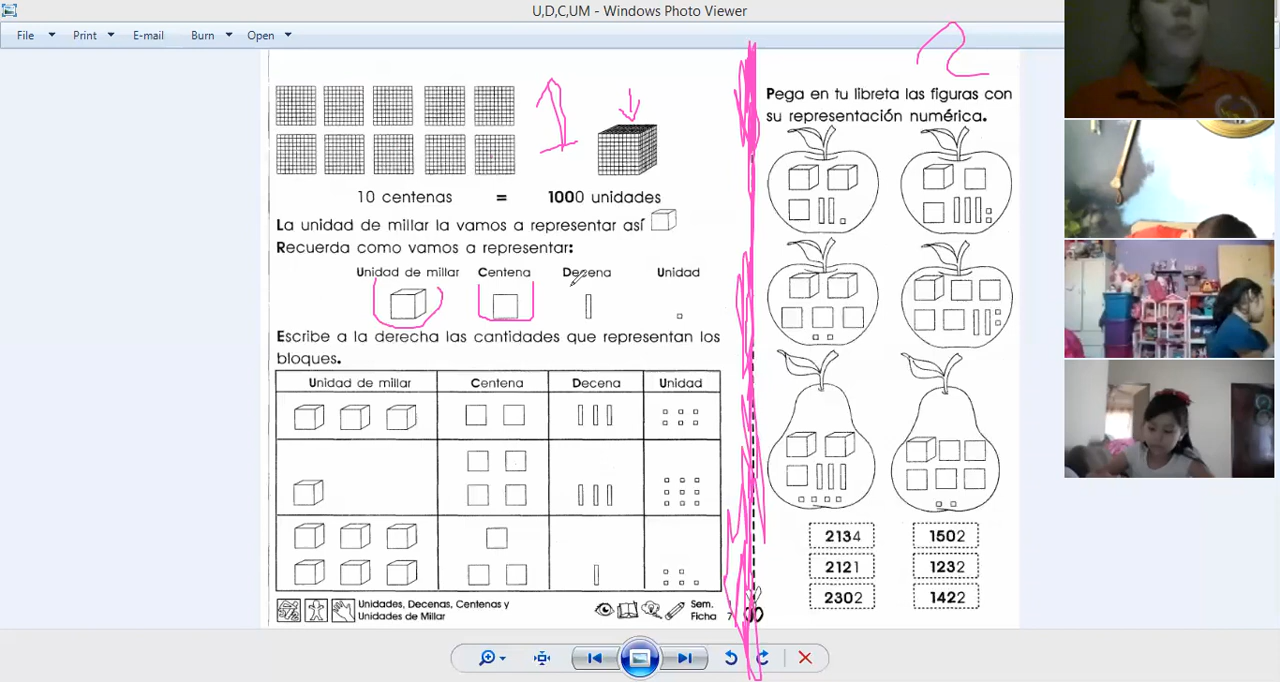 U,D,C,UM - Windows Photo Viewer
File Print E-mail Burn Open
1
2
10 centenas = 1000 unidades
La unidad de millar la vamos a representar así
Recuerda como vamos a representar:
Unidad de millar Centena Decena Unidad
Escribe a la derecha las cantidades que representan los
bloques.
Unidad de millar Centena Decena Unidad
Unidades, Decenas, Centenas y
Unidades de Millar
Sem.
Ficha 7
Pega en tu libreta las figuras con
su representación numérica.
2134 1502
2121 1232
2302 1422